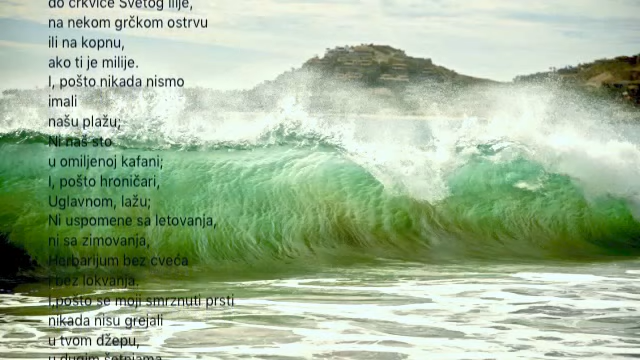 do crkvice Svetog Ilije,
na nekom grčkom ostrvu
ili na kopnu,
ako ti je milije.
I, pošto nikada nismo
imali
našu plažu;
Ni naš sto
u omiljenoj kafani;
I, pošto hroničari,
Uglavnom, lažu;
Ni uspomene sa letovanja,
ni sa zimovanja,
Herbarijum bez cveća
i bez lokvanja.
I,pošto se moji smrznuti prsti
nikada nisu grejali
u tvom džepu,
u dugim šetnjama